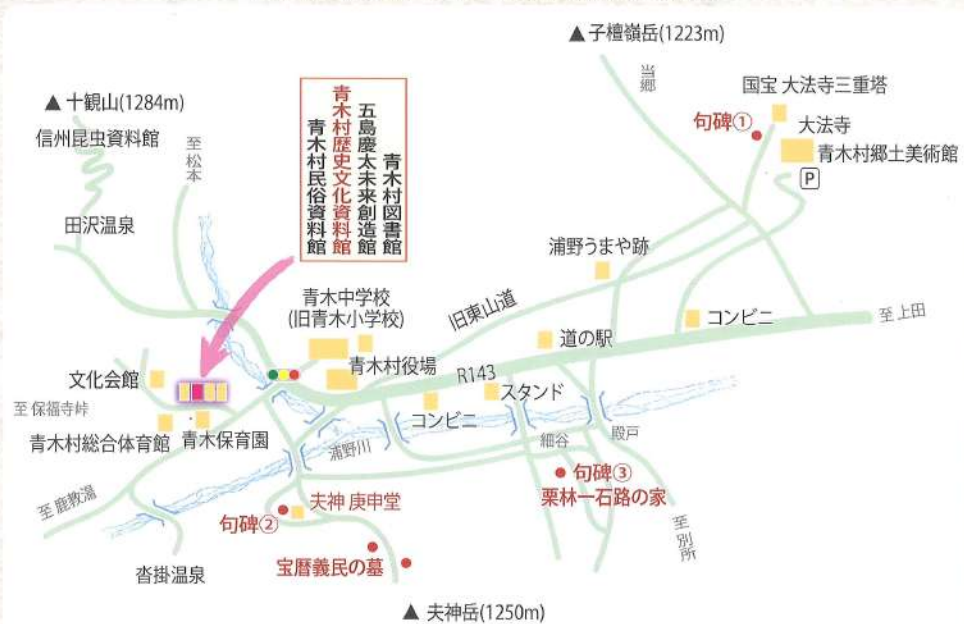 ▲ 子檀嶺岳(1223m)
当郷
国宝 大法寺三重塔
句碑①
大法寺
青木村郷土美術館
P
▲ 十観山(1284m)
信州昆虫資料館
至松本
田沢温泉
青木村図書館
五島慶太未来創造館
青木村歴史文化資料館
青木村民俗資料館
浦野うまや跡
青木中学校
(旧青木小学校)
旧東山道
道の駅
コンビニ
至 上田
青木村役場
R143
文化会館
スタンド
至 保福寺峠
コンビニ
青木村総合体育館
青木保育園
浦野川
細谷
殿戸
句碑③
栗林一石路の家
至 鹿教湯
夫神 庚申堂
句碑②
至 別所
宝暦義民の墓
沓掛温泉
▲ 夫神岳(1250m)